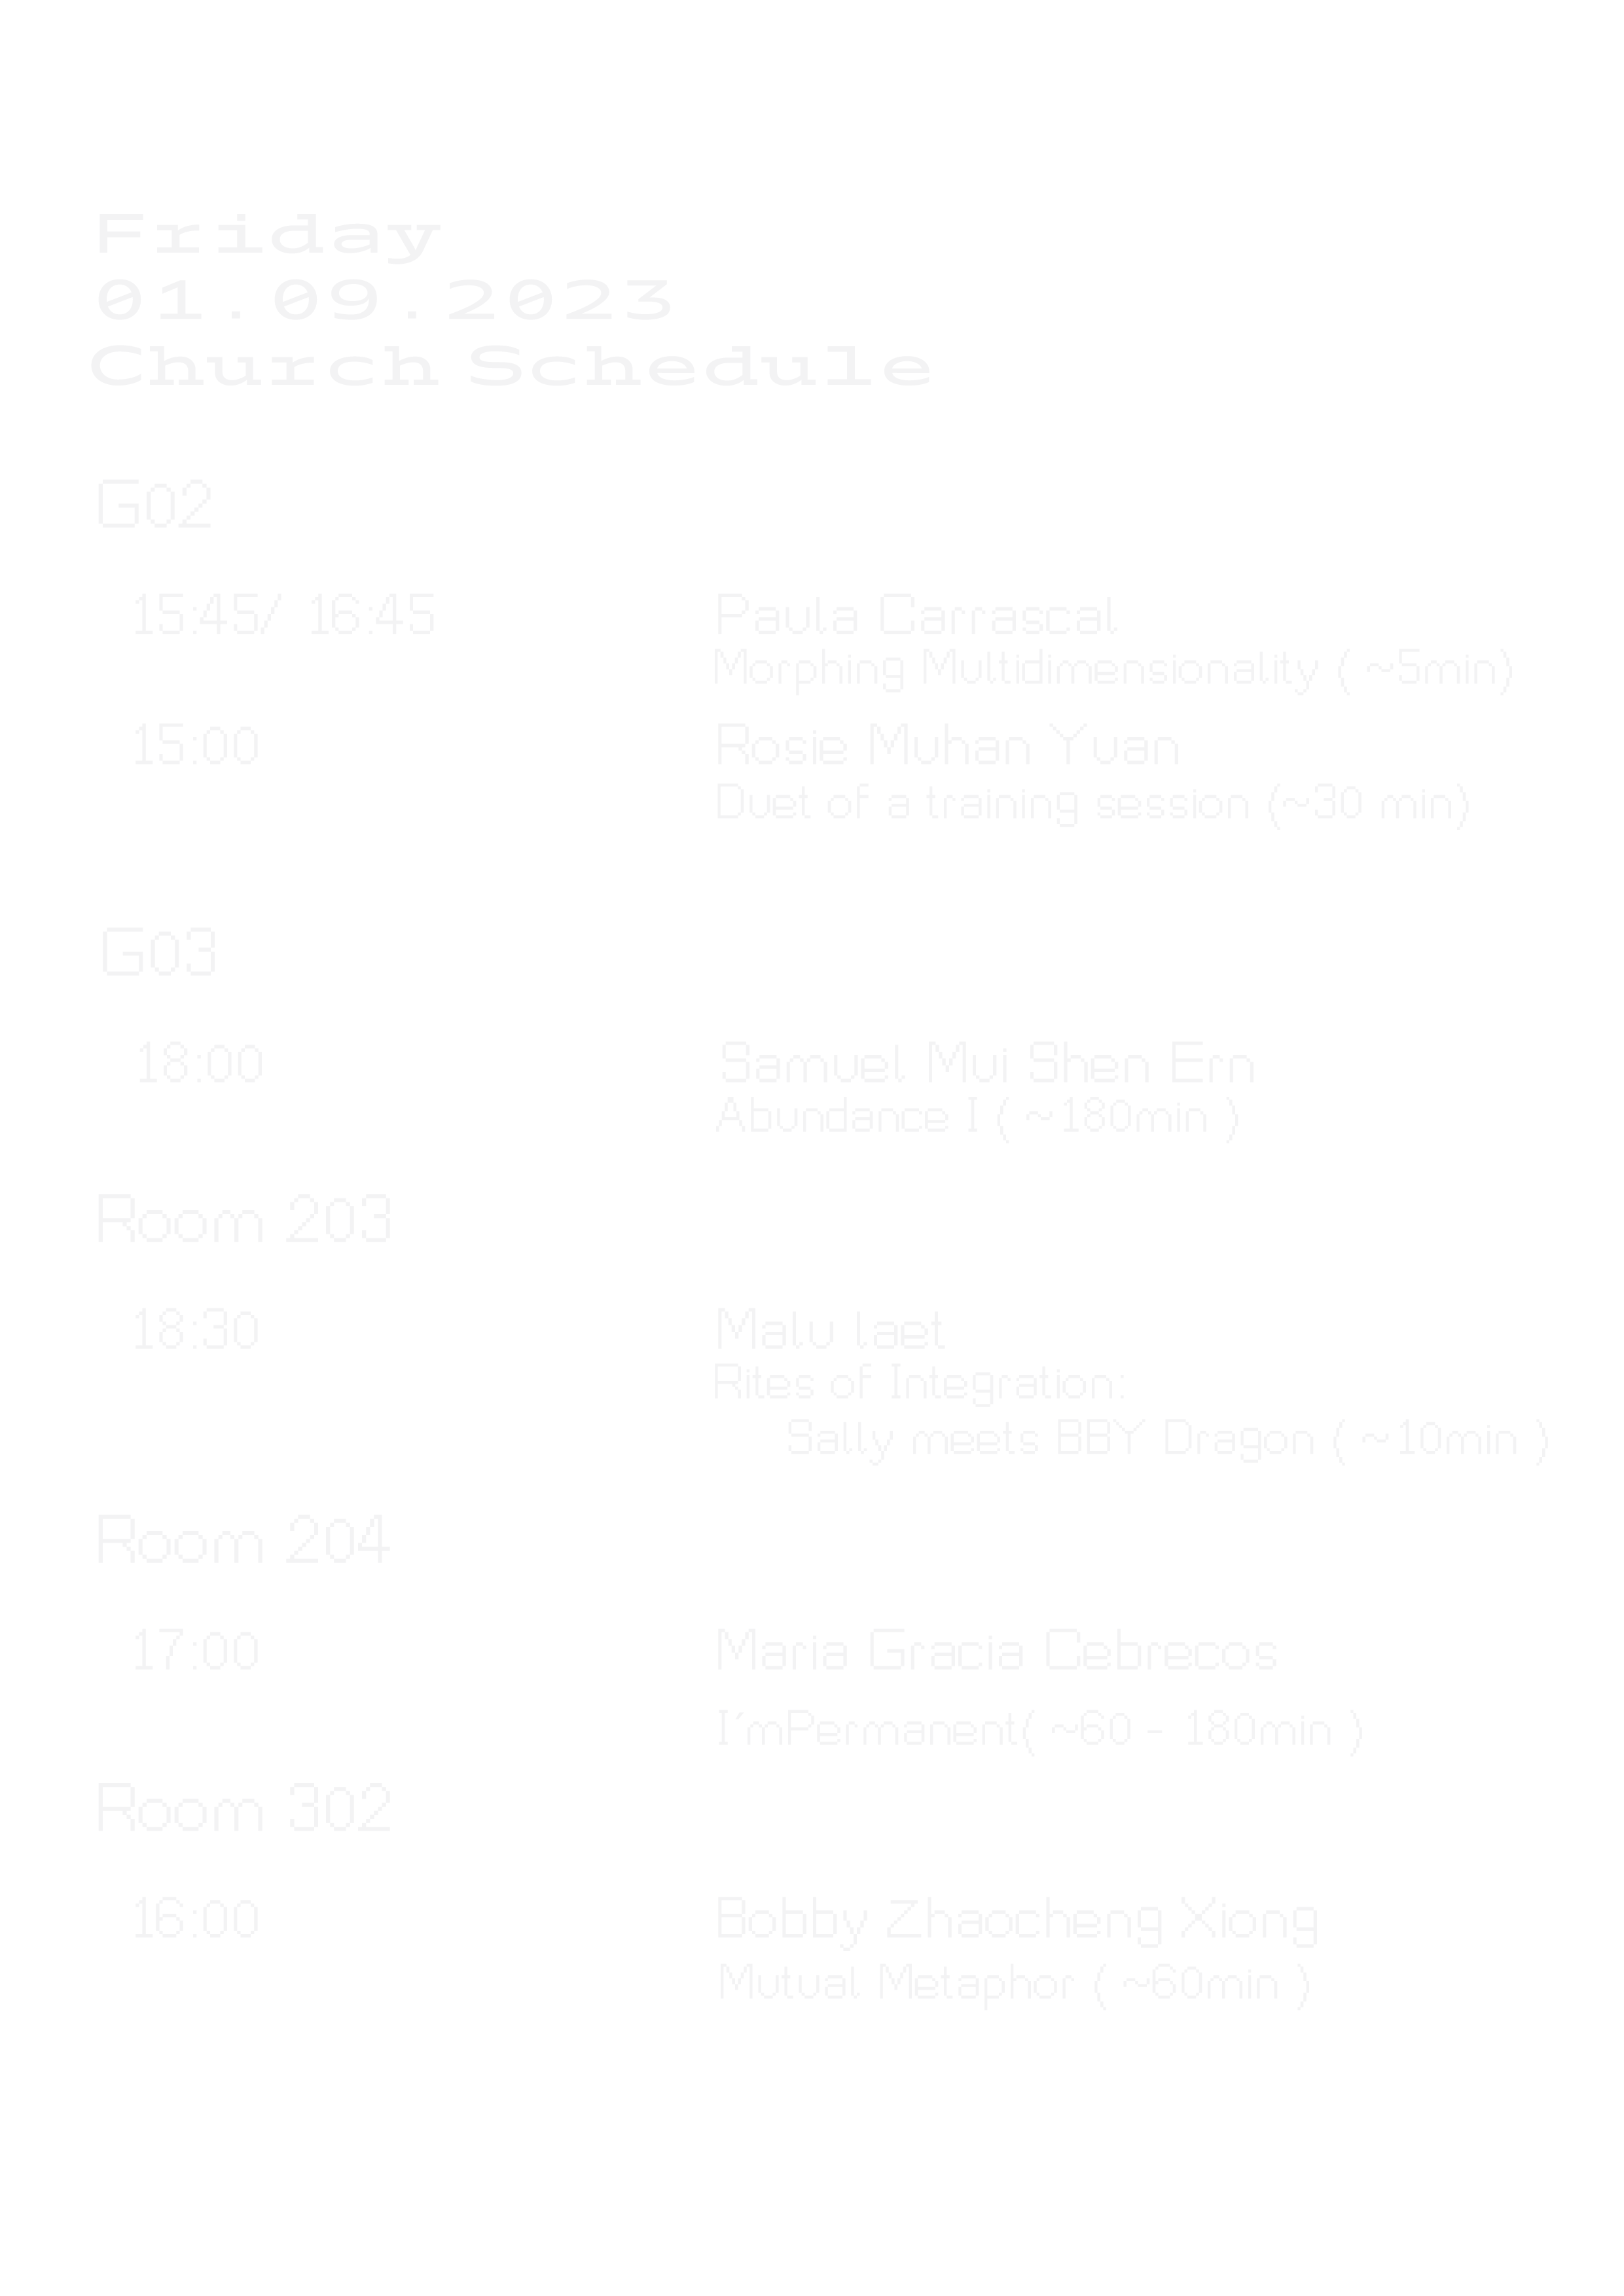 Friday
01.09.2023
Church Schedule
G02
15:45/ 16:45 Paula Carrascal
Morphing Multidimensionality ( ~5min)
15:00 Rosie Muhan Yuan
Duet of a training session (~30 min)
G03
18:00 Samuel Mui Shen Ern
Abundance I ( ~180min )
Room 203
18:30 Malu laet
Rites of Integration:
Sally meets BBY Dragon ( ~10min )
Room 204
17:00 Maria Gracia Cebrecos
I´mPermanent( ~60 - 180min )
Room 302
16:00 Bobby Zhaocheng Xiong
Mutual Metaphor ( ~60min )